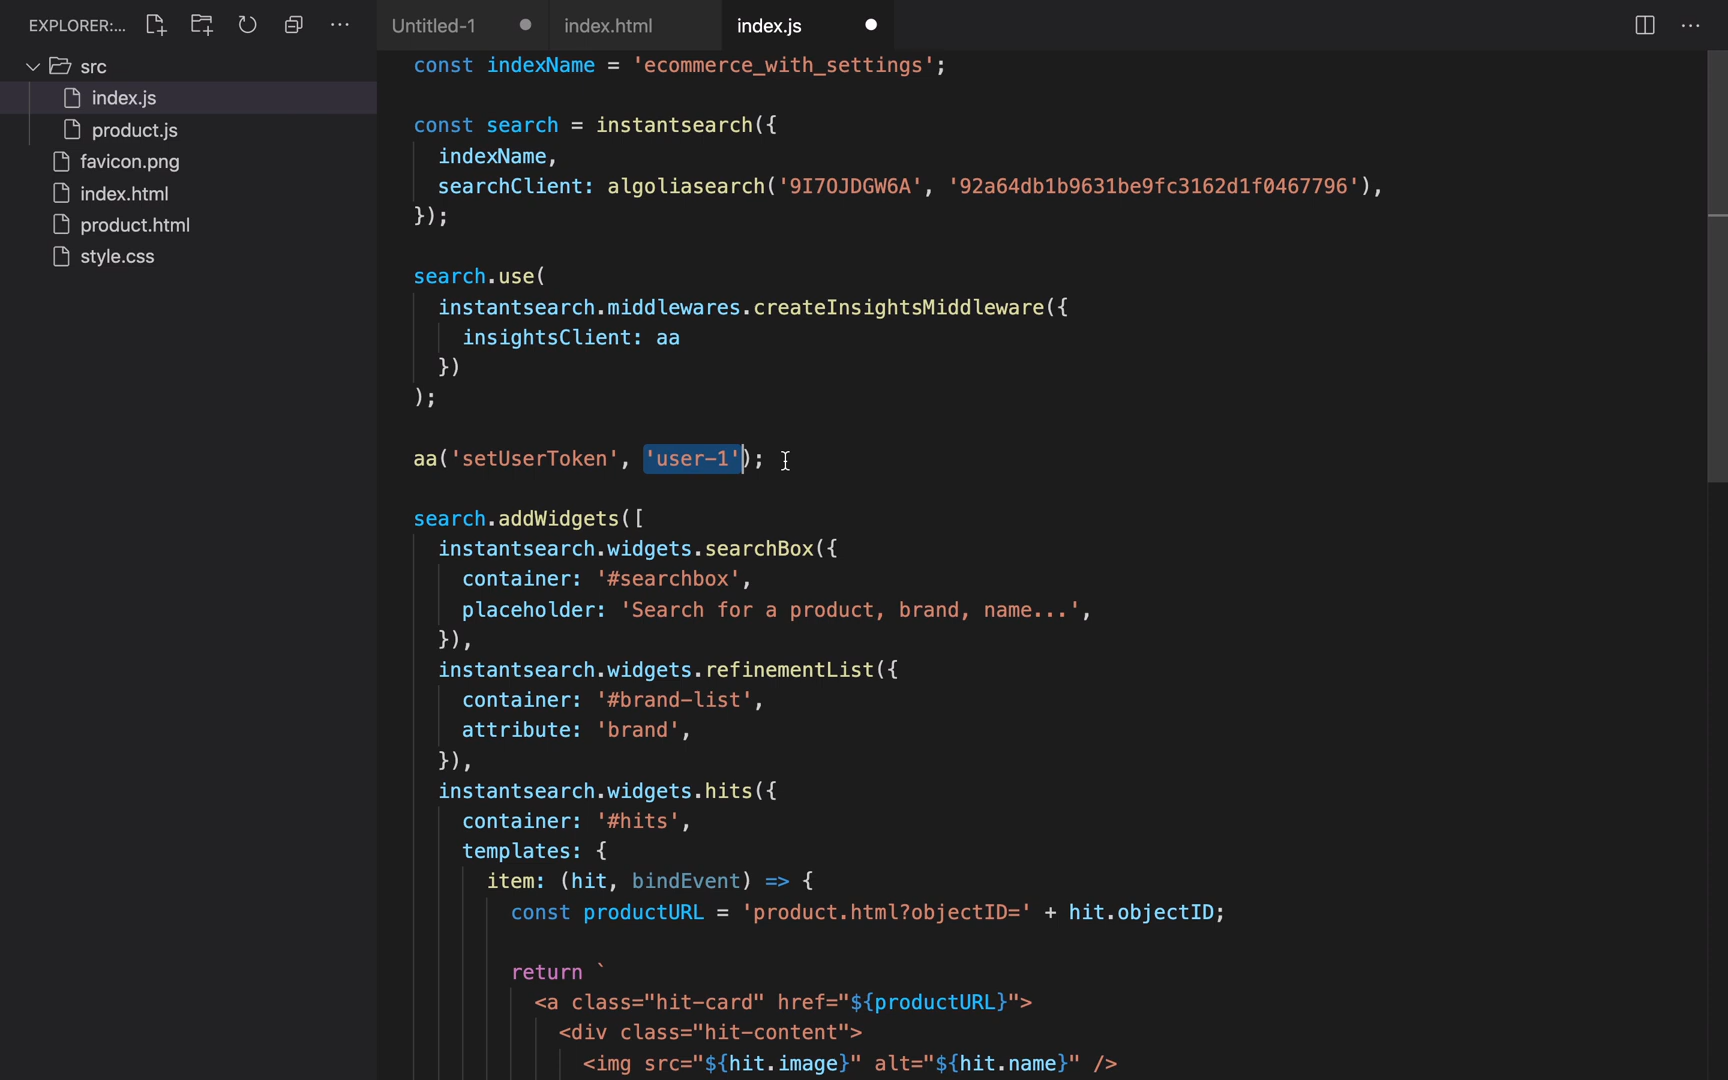 EXPLORER:...
Untitled-1
index.html
index.js
src
index.js
product.js
favicon.png
index.html
product.html
style.css
const indexName = 'ecommerce_with_settings';
const search = instantsearch({
indexName,
searchClient: algoliasearch('9I7OJDGW6A', '92a64db1b9631be9fc3162d1f0467796'),
});
search.use(
instantsearch.middlewares.createInsightsMiddleware({
insightsClient: aa
})
);
aa('setUserToken', 'user-1');
search.addWidgets([
instantsearch.widgets.searchBox({
container: '#searchbox',
placeholder: 'Search for a product, brand, name...',
}),
instantsearch.widgets.refinementList({
container: '#brand-list',
attribute: 'brand',
}),
instantsearch.widgets.hits({
container: '#hits',
templates: {
item: (hit, bindEvent) => {
const productURL = 'product.html?objectID=' + hit.objectID;
return `
<a class="hit-card" href="${productURL}">
<div class="hit-content">
<img src="${hit.image}" alt="${hit.name}" />